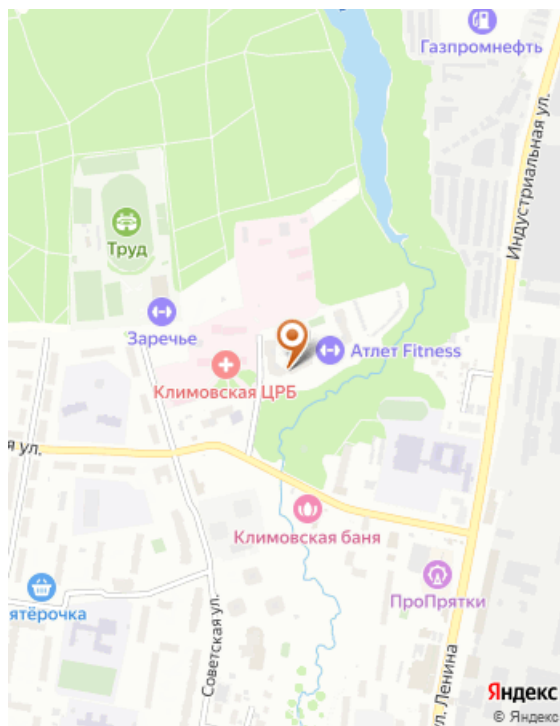 Газпромнефть
Индустриальная ул.
Труд
Заречье
Атлет Fitness
Климовская ЦРБ
я ул.
Климовская баня
ятёрочка
ПроПрятки
Советская ул.
ул. Ленина
Яндекс
© Яндекс